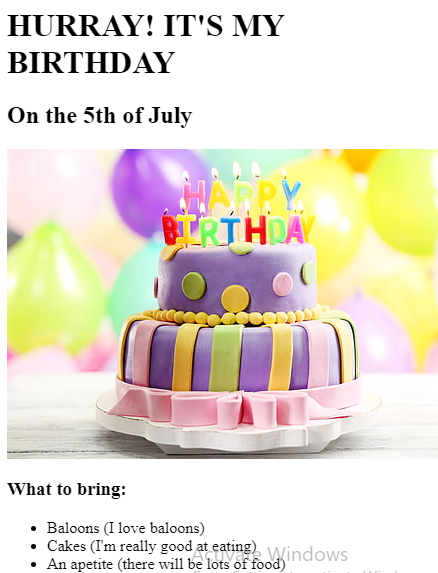 HURRAY! IT'S MY
BIRTHDAY
On the 5th of July
HAPPY
BIRTHDAY
What to bring:
Baloons (I love baloons)
Cakes (I'm really good at eating)
Activate Windows
An apetite (there will be lots of food)